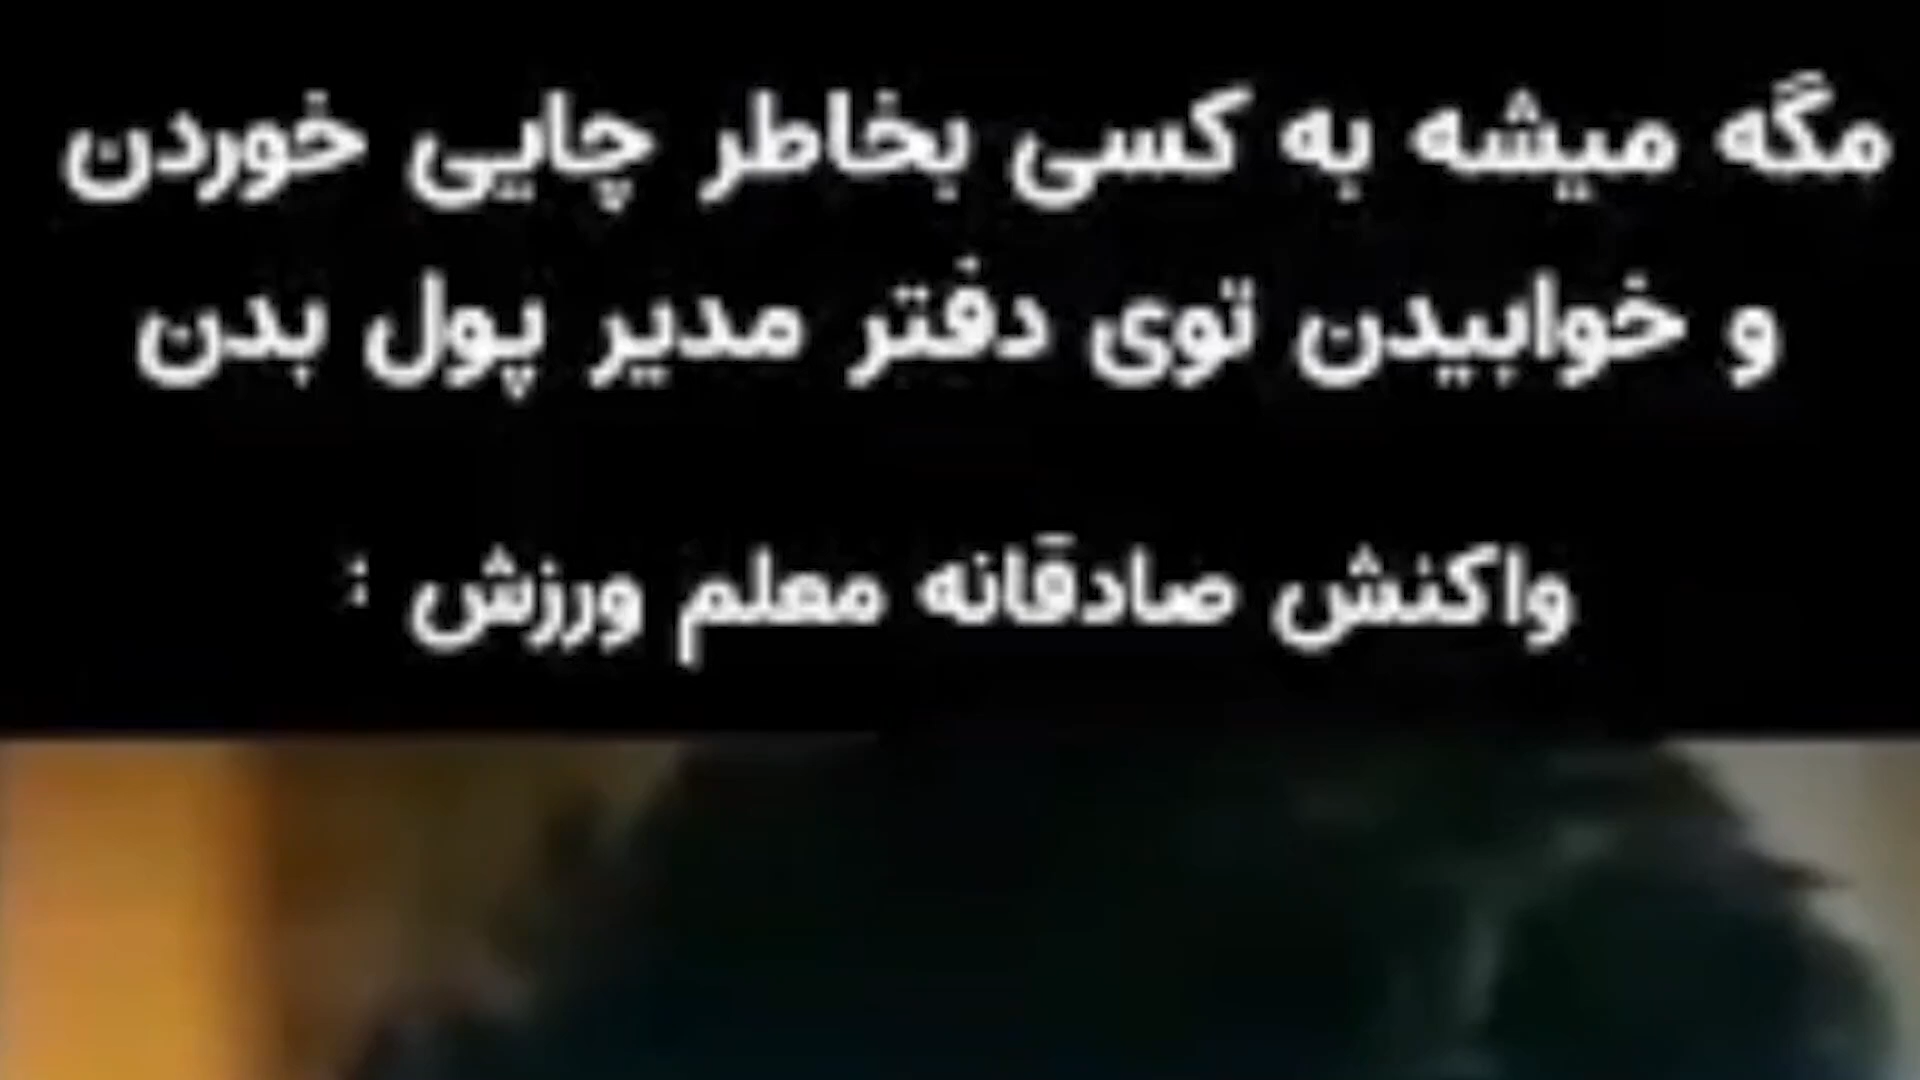 مگه میشه به کسی بخاطر چایی خوردن
و خوابیدن توی دفتر مدیر پول بدن
واکنش صادقانه معلم ورزش :